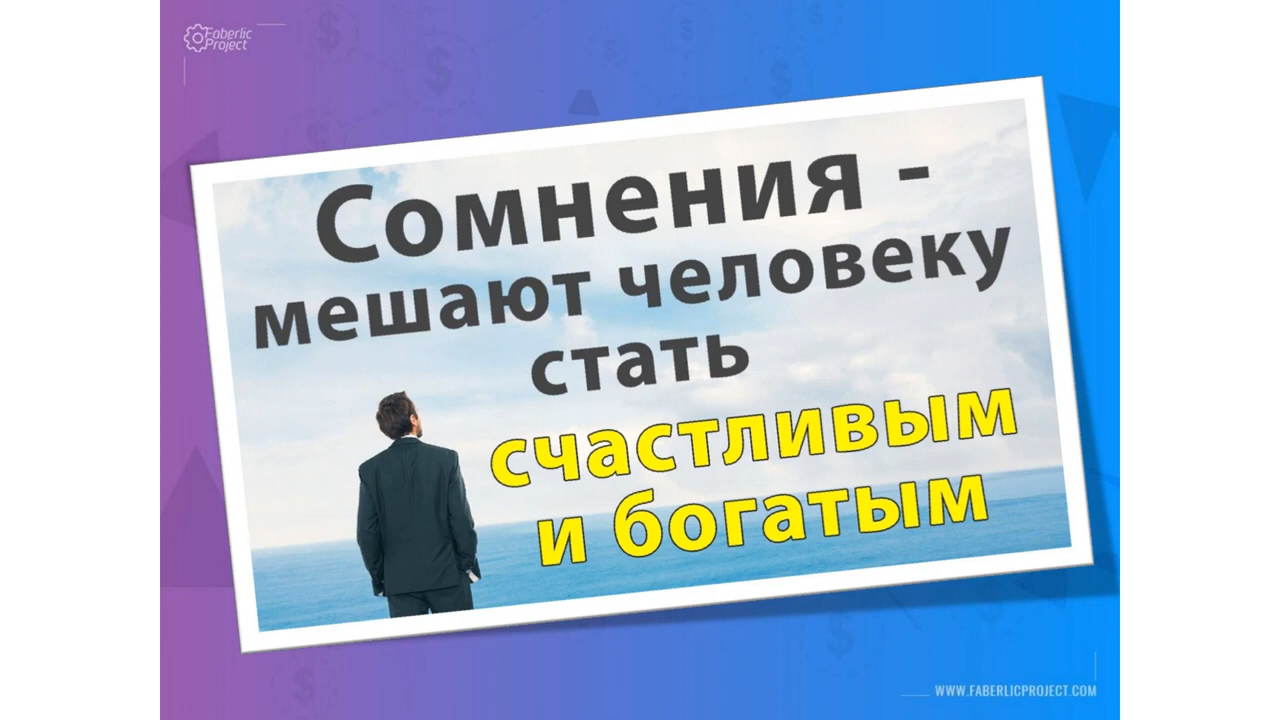 Faberlic
Project
Сомнения -
мешают человеку
стать
счастливым
и богатым
WWW.FABERLICPROJECT.COM